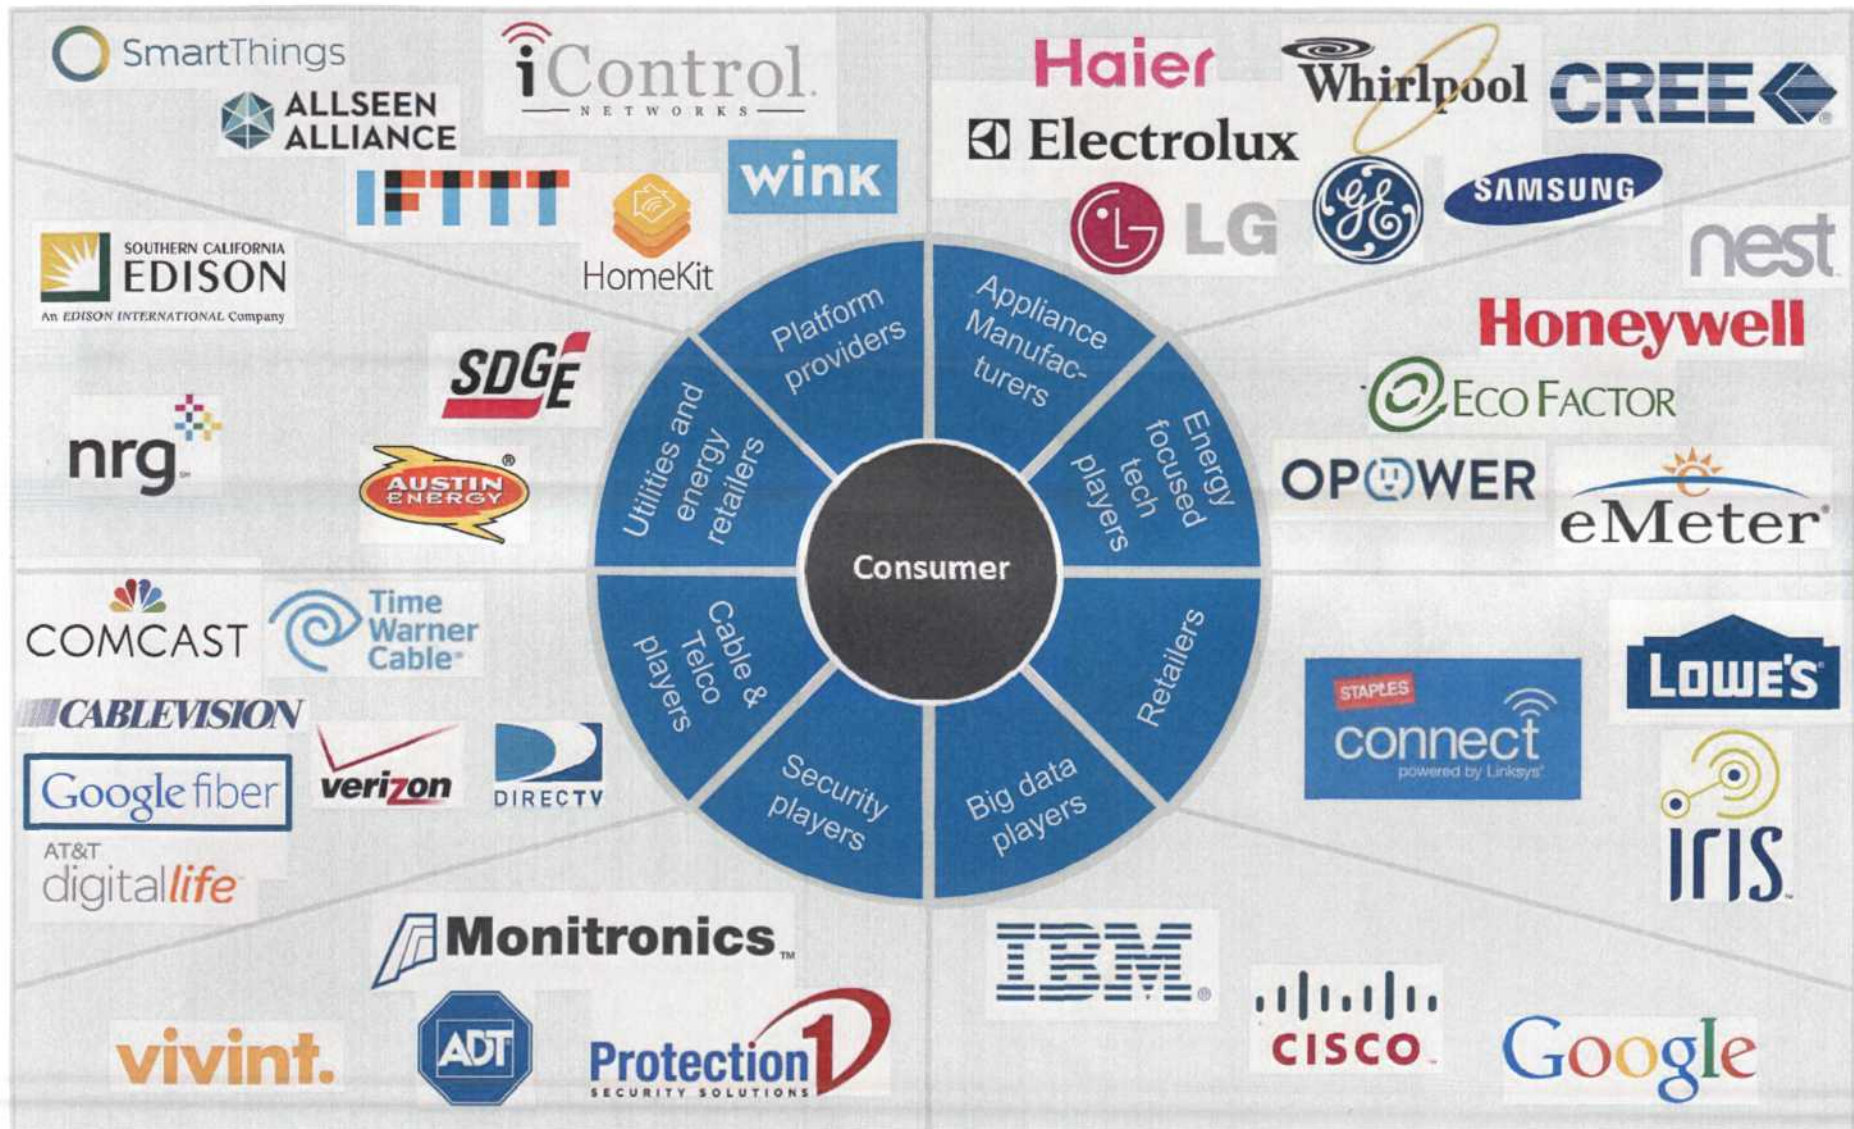 SmartThings
iControl
NETWORKS
ALLSEEN
ALLIANCE
IFTTT
HomeKit
wink
Haier
Whirlpool
CREE
Electrolux
LG LG
GE
SAMSUNG
nest
SOUTHERN CALIFORNIA
EDISON
An EDISON INTERNATIONAL Company
SDGE
nrg
AUSTIN
ENERGY
Honeywell
ECOFACTOR
OPOWER
eMeter
Platform
providers
Appliance
Manufac-
turers
Utilities and
energy
retailers
Energy
focused
tech
players
Consumer
Cable &
Telco
players
Retailers
Security
players
Big data
players
COMCAST
Time
Warner
Cable
CABLEVISION
Google fiber
verizon
DIRECTV
AT&T
digitallife
STAPLES
connect
powered by Linksys
LOWE'S
IRIS
Monitronics™
vivint.
ADT
Protection 1
SECURITY SOLUTIONS
IBM
CISCO
Google